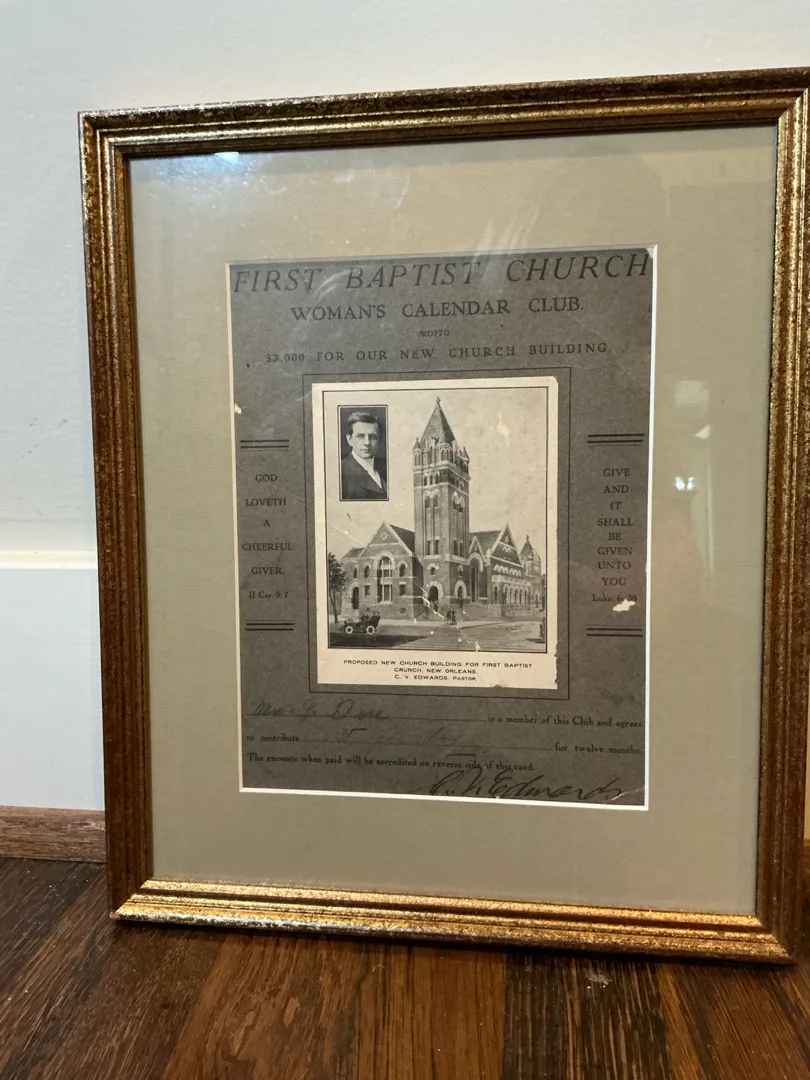 FIRST BAPTIST CHURCH
WOMAN'S CALENDAR CLUB.
MOTTO
$3,000 FOR OUR NEW CHURCH BUILDING.
GOD
LOVETH
A
CHEERFUL
GIVER.
II Cor. 9 7
GIVE
AND
IT
SHALL
BE
GIVEN
UNTO
YOU
Luke, 6:38
PROPOSED NEW CHURCH BUILDING FOR FIRST BAPTIST
CHURCH, NEW ORLEANS.
C. V. EDWARDS, PASTOR.
Mrs. G. Dore is a member of this Club and agrees
to contribute for twelve months.
The amounts when paid will be accredited on reverse side of this card.
C. V. Edwards